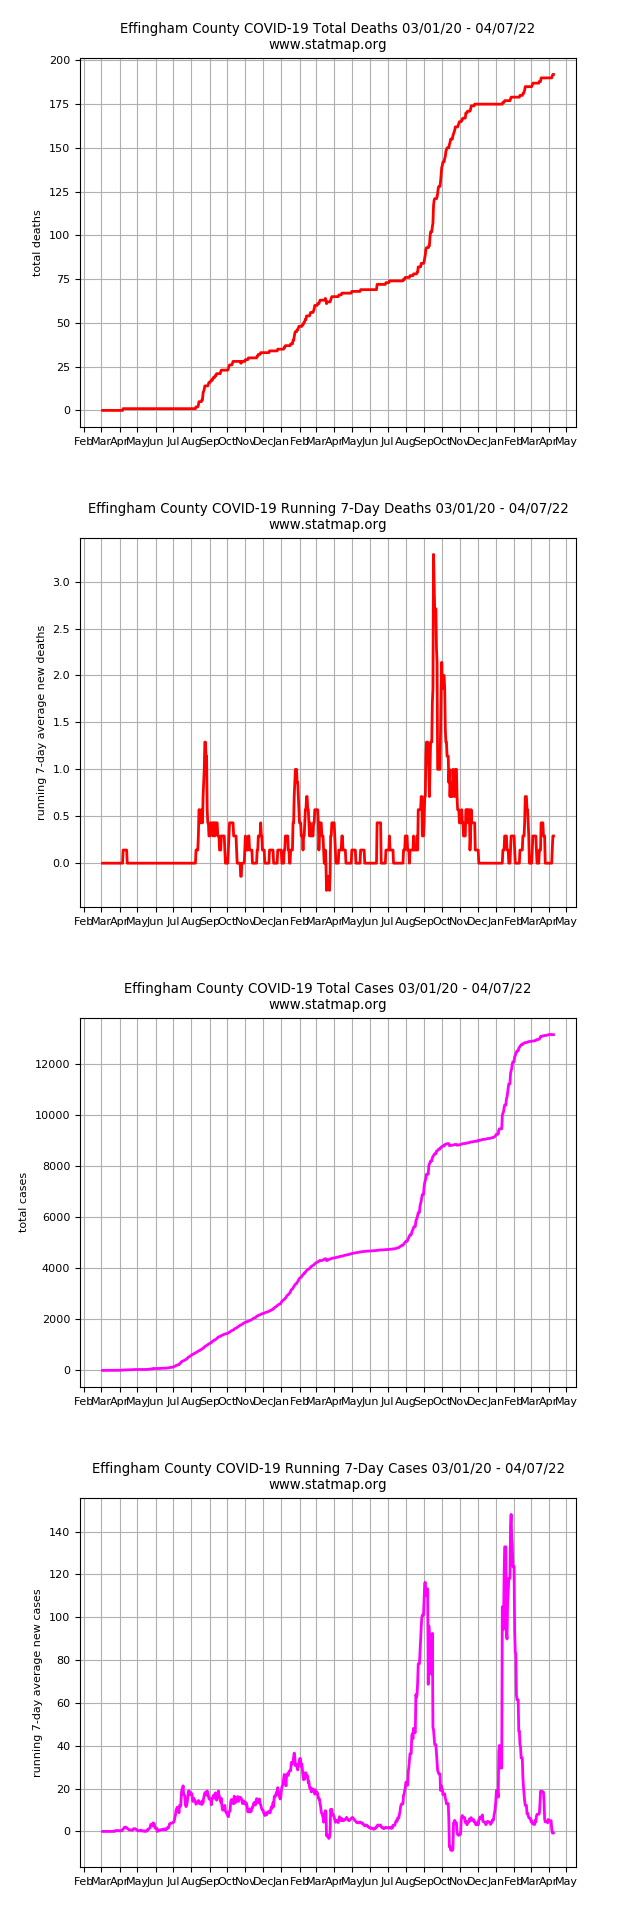 Effingham County COVID-19 Total Deaths 03/01/20 - 04/07/22
www.statmap.org
200
175
150
125
100
75
50
25
0
total deaths
Feb Mar Apr May Jun Jul Aug Sep Oct Nov Dec Jan Feb Mar Apr May Jun Jul Aug Sep Oct Nov Dec Jan Feb Mar Apr May
Effingham County COVID-19 Running 7-Day Deaths 03/01/20 - 04/07/22
www.statmap.org
3.0
2.5
2.0
1.5
1.0
0.5
0.0
running 7-day average new deaths
Feb Mar Apr May Jun Jul Aug Sep Oct Nov Dec Jan Feb Mar Apr May Jun Jul Aug Sep Oct Nov Dec Jan Feb Mar Apr May
Effingham County COVID-19 Total Cases 03/01/20 - 04/07/22
www.statmap.org
12000
10000
8000
6000
4000
2000
0
total cases
Feb Mar Apr May Jun Jul Aug Sep Oct Nov Dec Jan Feb Mar Apr May Jun Jul Aug Sep Oct Nov Dec Jan Feb Mar Apr May
Effingham County COVID-19 Running 7-Day Cases 03/01/20 - 04/07/22
www.statmap.org
140
120
100
80
60
40
20
0
running 7-day average new cases
Feb Mar Apr May Jun Jul Aug Sep Oct Nov Dec Jan Feb Mar Apr May Jun Jul Aug Sep Oct Nov Dec Jan Feb Mar Apr May